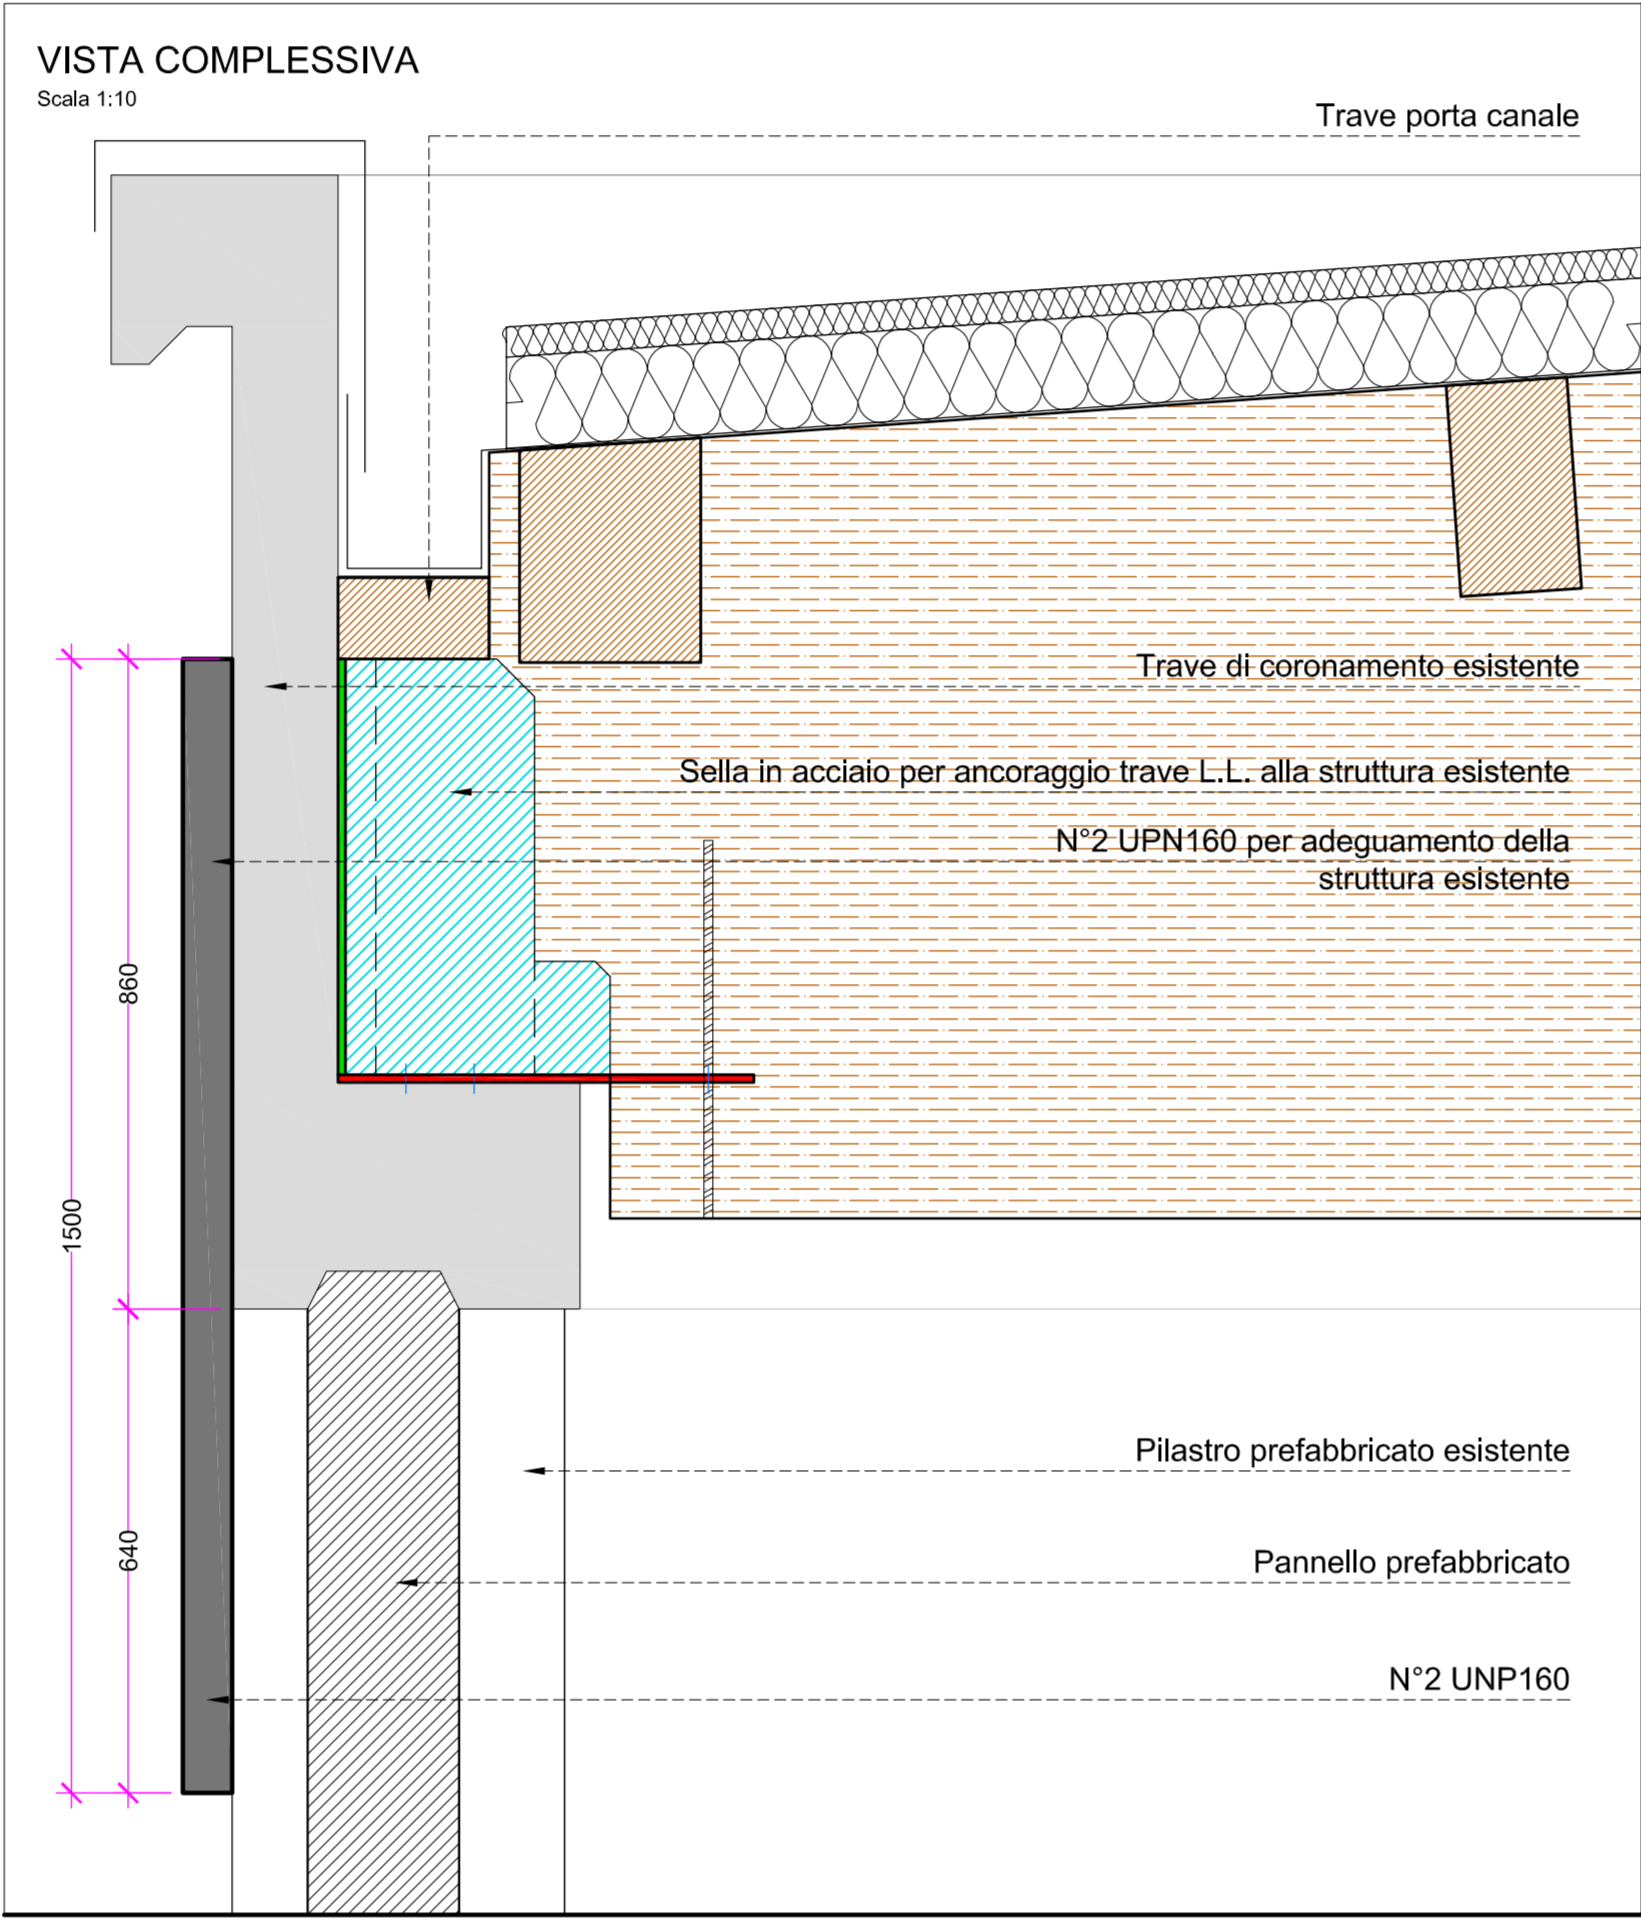 VISTA COMPLESSIVA
Scala 1:10
Trave porta canale
Trave di coronamento esistente
Sella in acciaio per ancoraggio trave L.L. alla struttura esistente
N°2 UPN160 per adeguamento della
struttura esistente
860
1500
Pilastro prefabbricato esistente
640
Pannello prefabbricato
N°2 UNP160